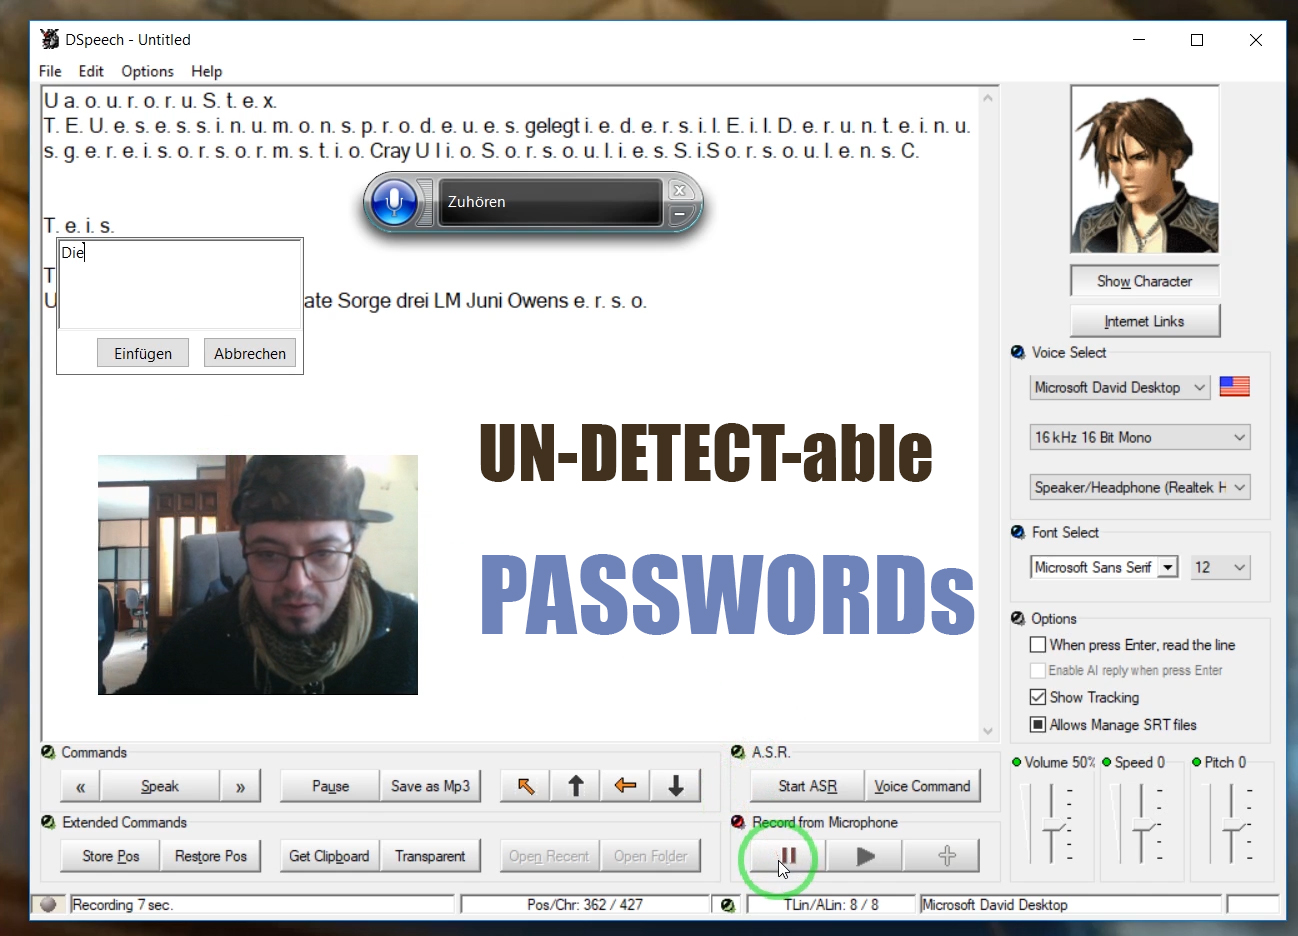 DSpeech - Untitled
File Edit Options Help
U a. o. u. r. o. r. u. S. t. e. x.
T. E. U. e. s. e. s. s. i. n. u. m. o. n. s. p. r. o. d. e. u. e. s. gelegt i. e. d. e. r. s. i. l. E. i. l. D. e. r. u. n. t. e. i. n. u.
s. g. e. r. e. i. s. o. r. s. o. r. m. s. t. i. o. Cray U l i o. S. o. r. s. o. u. l. i. e. s. S. i.S o. r. s. o. u. l. e. n. s. C.
Zuhören
T. e. i. s.
Die
T
U
ate Sorge drei LM Juni Owens e. r. s. o.
Einfügen Abbrechen
UN-DETECT-able
PASSWORDs
Show Character
Internet Links
Voice Select
Microsoft David Desktop
16 kHz 16 Bit Mono
Speaker/Headphone (Realtek H
Font Select
Microsoft Sans Serif 12
Options
When press Enter, read the line
Enable AI reply when press Enter
Show Tracking
Allows Manage SRT files
Commands
« Speak » Pause Save as Mp3
A.S.R.
Start ASR Voice Command
Volume 50% Speed 0 Pitch 0
Extended Commands
Store Pos Restore Pos Get Clipboard Transparent Open Recent Open Folder
Record from Microphone
Recording 7 sec. Pos/Chr: 362 / 427 TLin/ALin: 8 / 8 Microsoft David Desktop